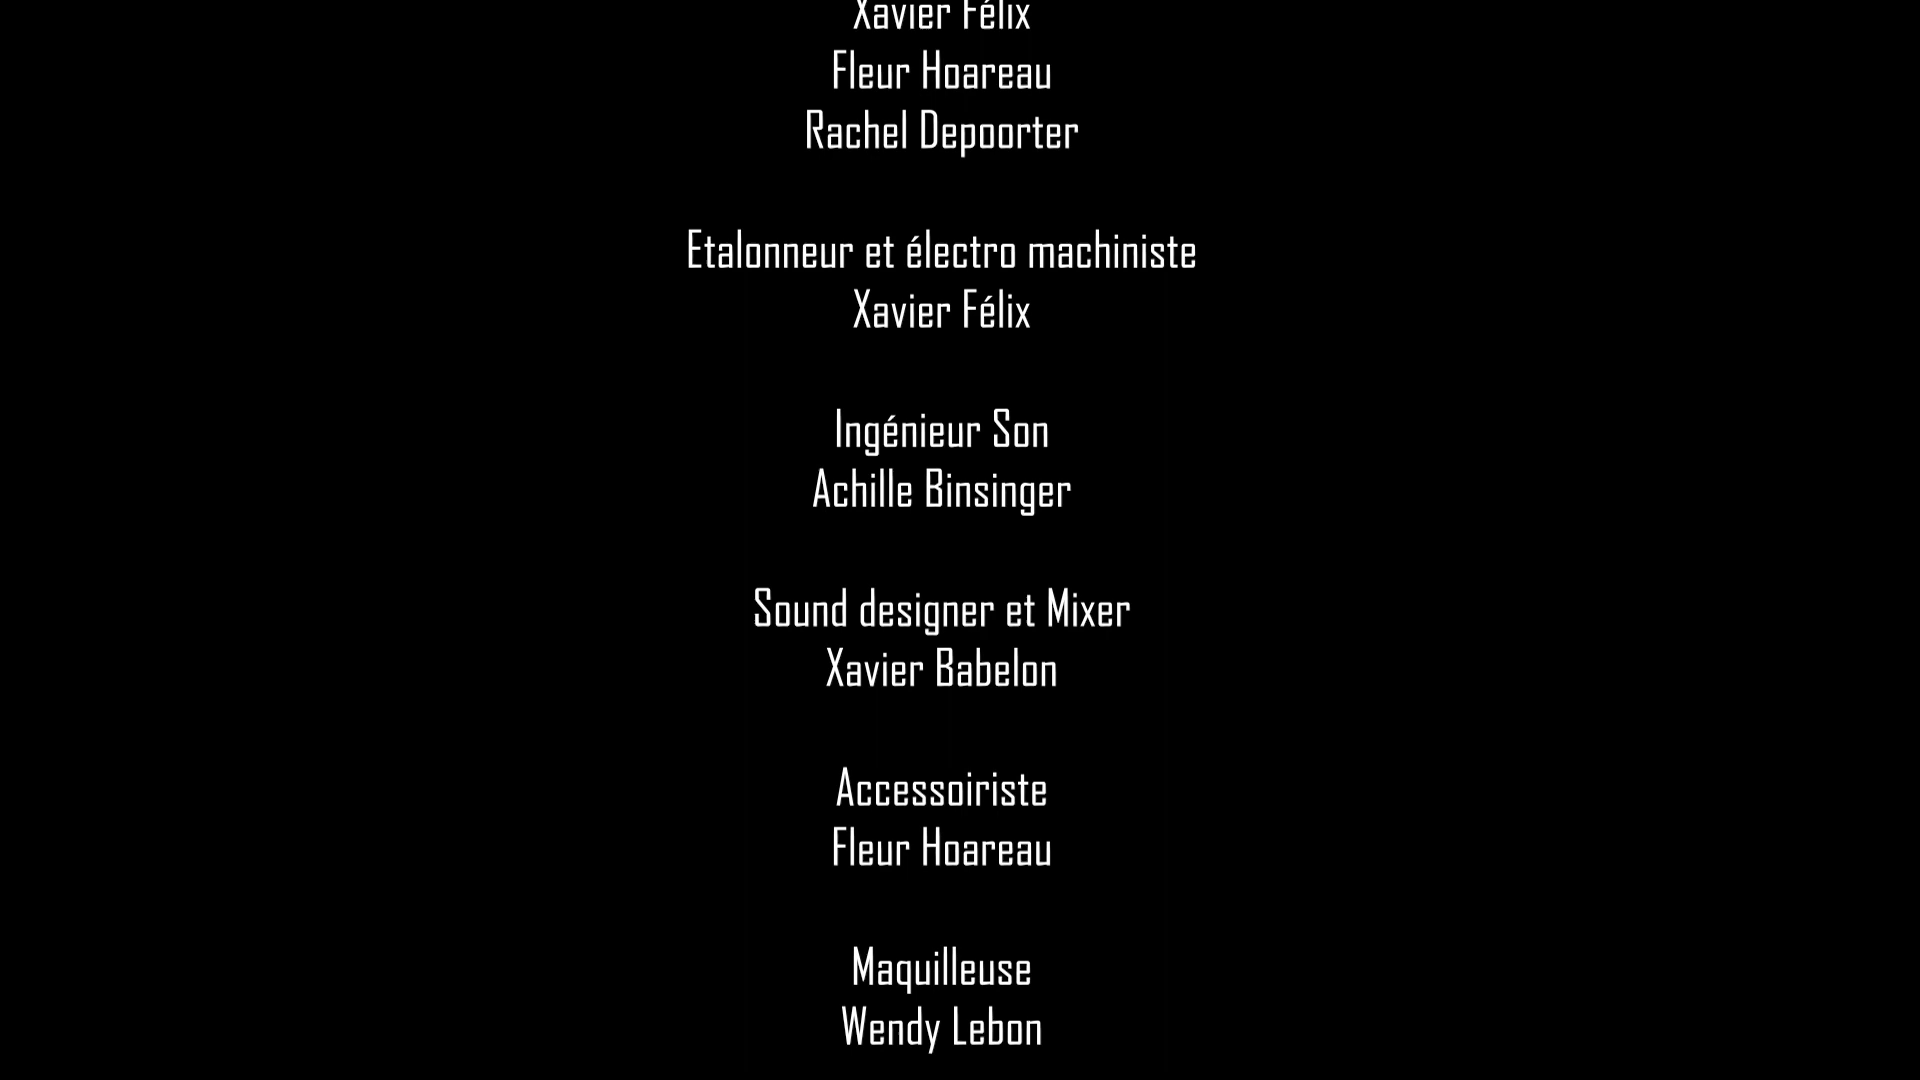 Xavier Félix
Fleur Hoareau
Rachel Depoorter
Etalonneur et électro machiniste
Xavier Félix
Ingénieur Son
Achille Binsinger
Sound designer et Mixer
Xavier Babelon
Accessoiriste
Fleur Hoareau
Maquilleuse
Wendy Lebon